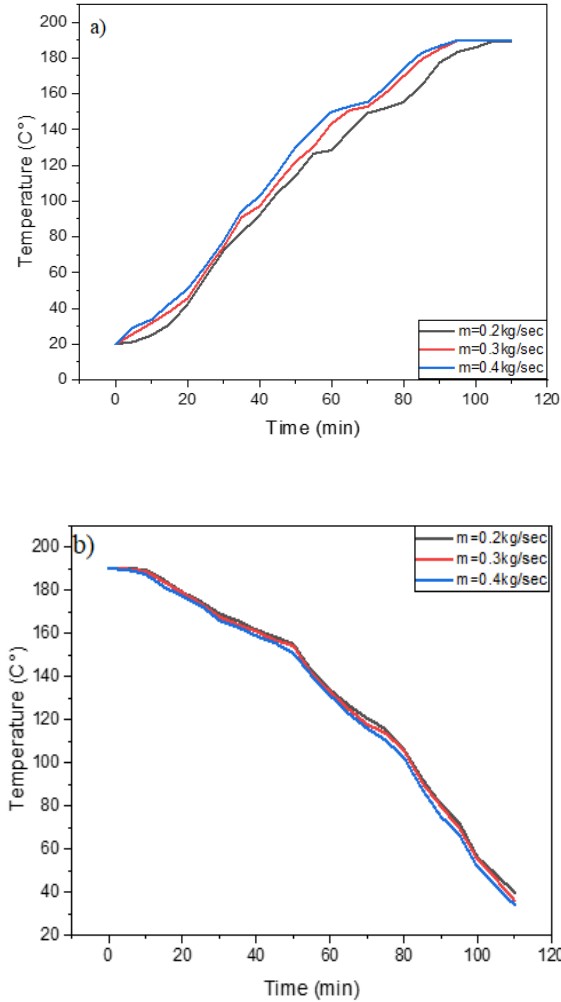 a)
Temperature (C°)
200
180
160
140
120
100
80
60
40
20
0
m=0.2kg/sec
m=0.3kg/sec
m=0.4kg/sec
0 20 40 60 80 100 120
Time (min)
b)
Temperature (C°)
200
180
160
140
120
100
80
60
40
20
m=0.2kg/sec
m=0.3kg/sec
m=0.4kg/sec
0 20 40 60 80 100 120
Time (min)